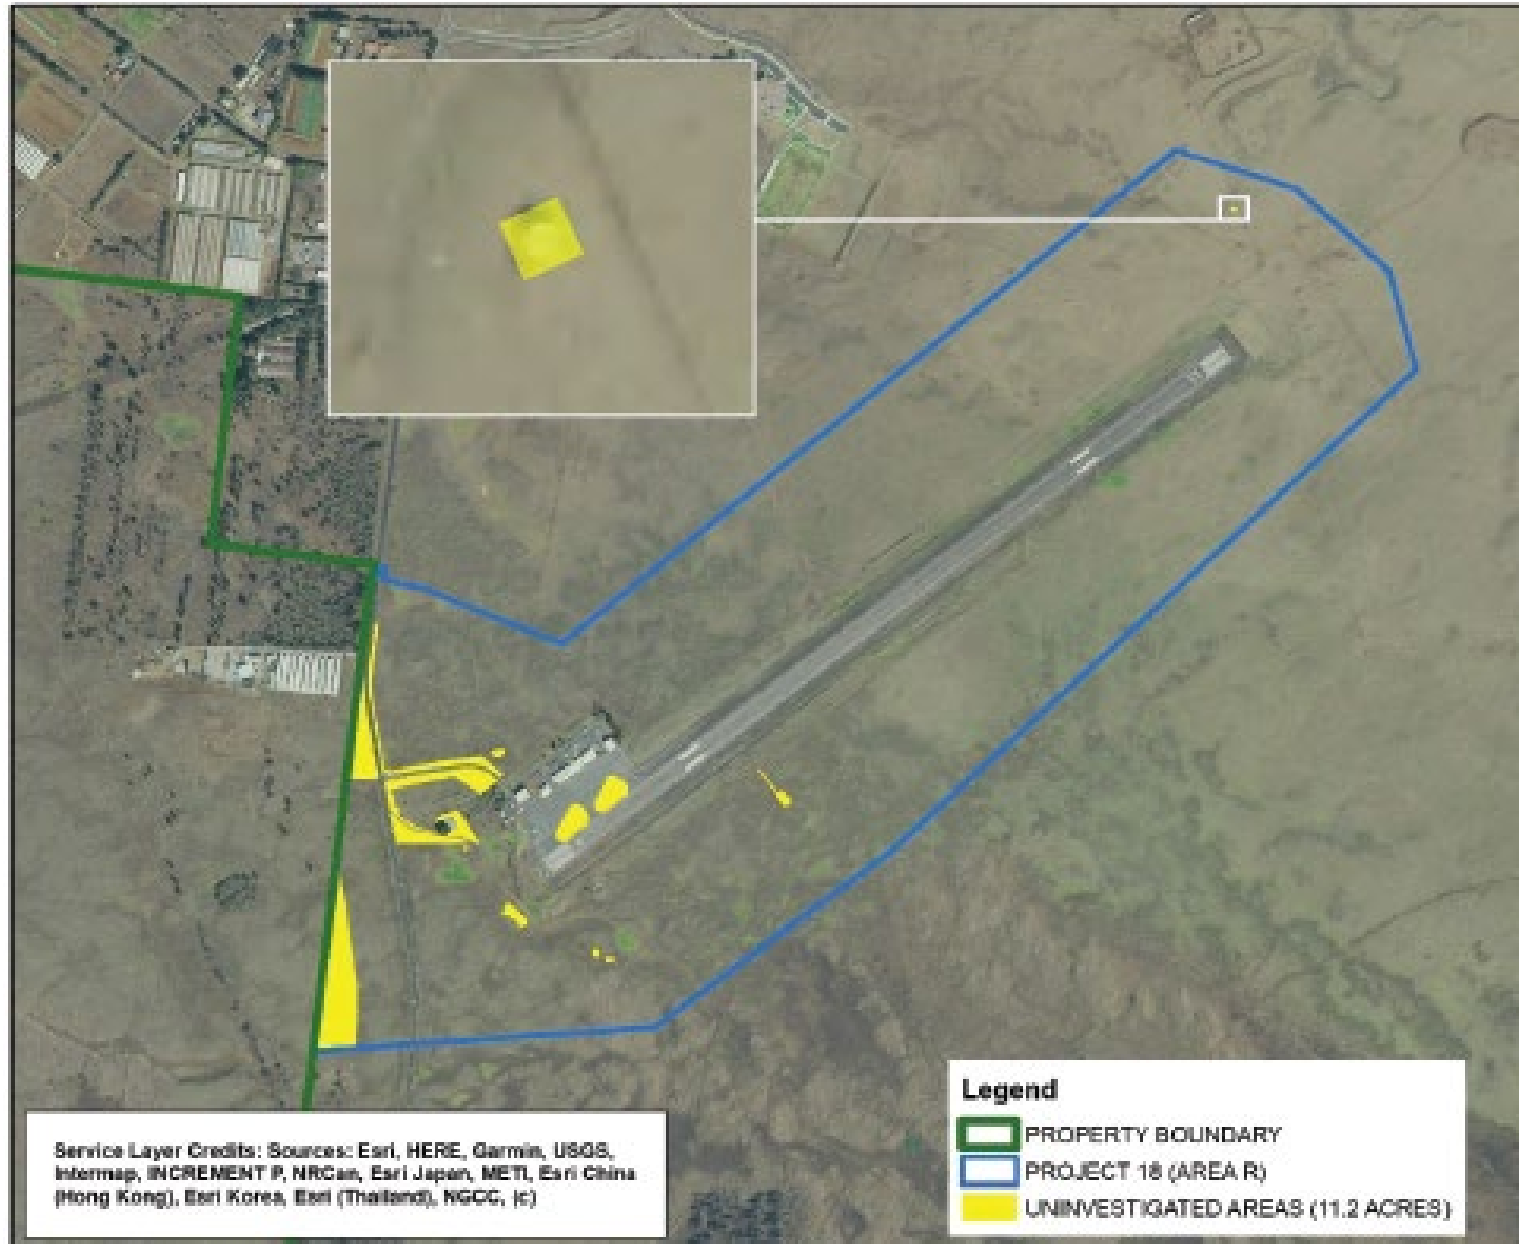 Legend
PROPERTY BOUNDARY
PROJECT 18 (AREA R)
UNINVESTIGATED AREAS (11.2 ACRES)
Service Layer Credits: Sources: Esri, HERE, Garmin, USGS,
Intermap, INCREMENT P, NRCan, Esri Japan, METI, Esri China
(Hong Kong), Esri Korea, Esri (Thailand), NGCC, (c)